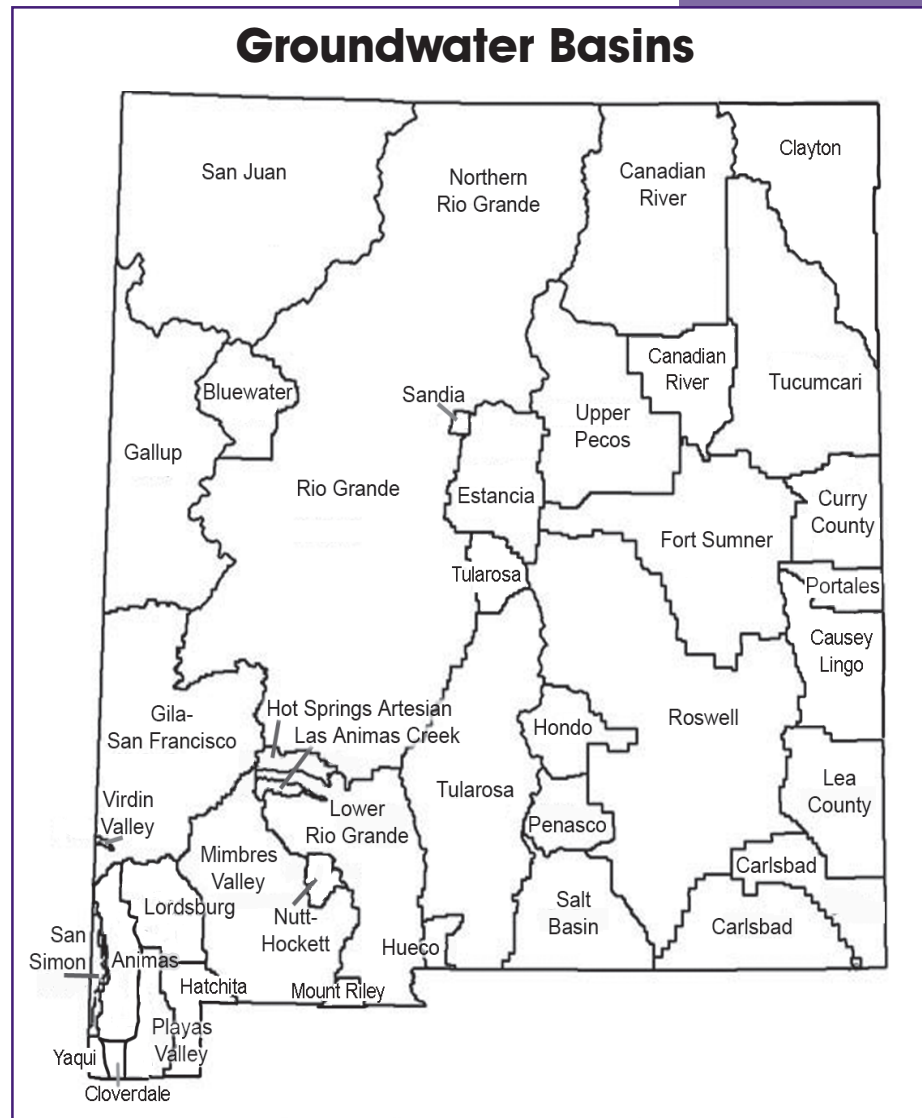 Groundwater Basins
San Juan
Northern
Rio Grande
Canadian
River
Clayton
Bluewater
Canadian
River
Tucumcari
Sandia
Upper
Pecos
Gallup
Rio Grande
Estancia
Curry
County
Fort Sumner
Tularosa
Portales
Causey
Lingo
Gila-
San Francisco
Hot Springs Artesian
Las Animas Creek
Hondo
Roswell
Virdin
Valley
Lower
Rio Grande
Tularosa
Lea
County
Penasco
Mimbres
Valley
Carlsbad
Lordsburg
Nutt-
Hockett
Salt
Basin
Carlsbad
San
Simon
Animas
Hueco
Hatchita
Mount Riley
Playas
Valley
Yaqui
Cloverdale